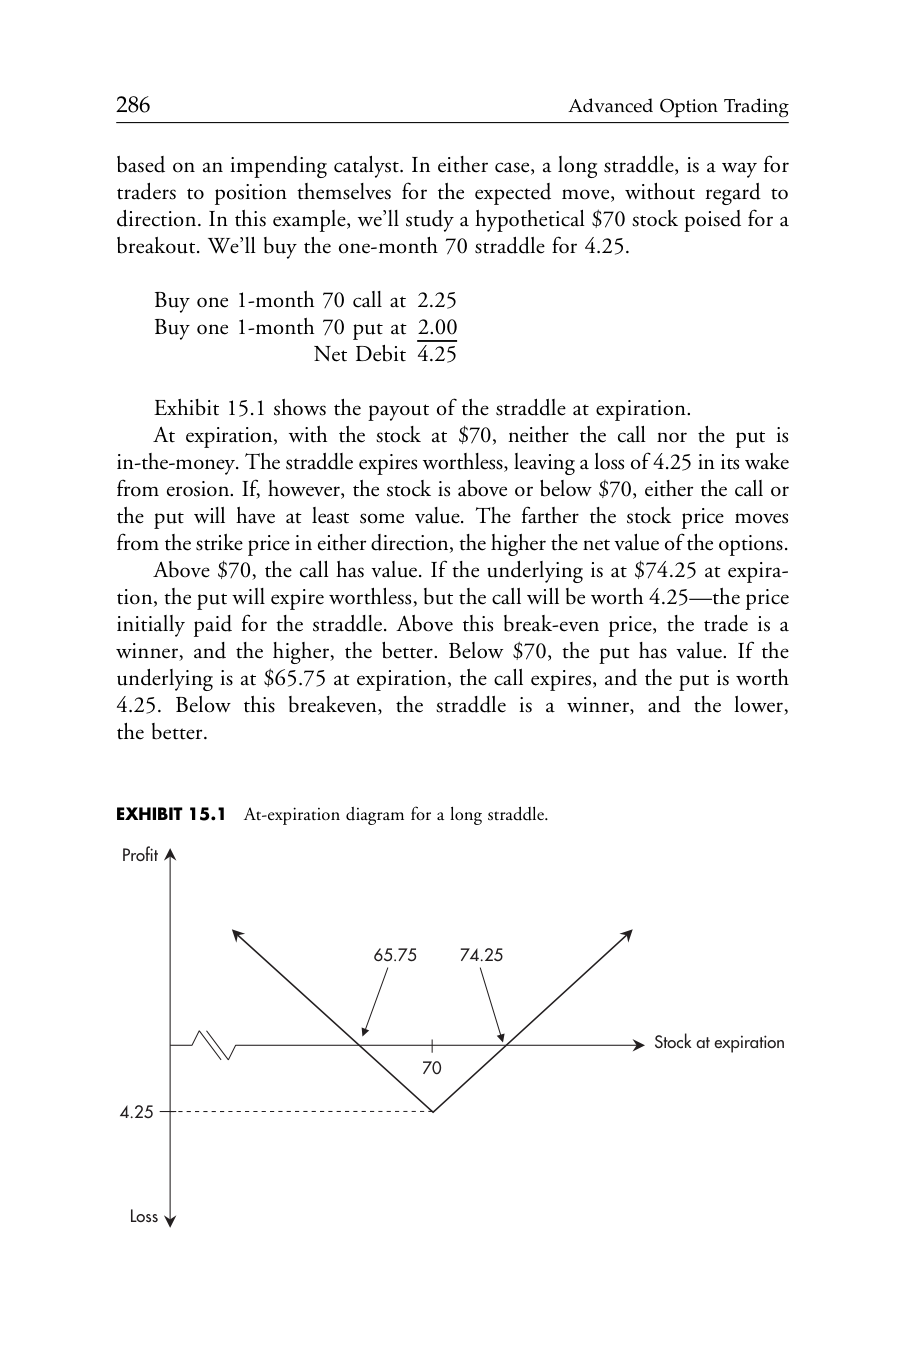 286
Advanced Option Trading
based on an impending catalyst. In either case, a long straddle, is a way for
traders to position themselves for the expected move, without regard to
direction. In this example, we’ll study a hypothetical $70 stock poised for a
breakout. We’ll buy the one-month 70 straddle for 4.25.
Buy one 1-month 70 call at 2.25
Buy one 1-month 70 put at 2.00
Net Debit 4.25
Exhibit 15.1 shows the payout of the straddle at expiration.
At expiration, with the stock at $70, neither the call nor the put is
in-the-money. The straddle expires worthless, leaving a loss of 4.25 in its wake
from erosion. If, however, the stock is above or below $70, either the call or
the put will have at least some value. The farther the stock price moves
from the strike price in either direction, the higher the net value of the options.
Above $70, the call has value. If the underlying is at $74.25 at expira-
tion, the put will expire worthless, but the call will be worth 4.25—the price
initially paid for the straddle. Above this break-even price, the trade is a
winner, and the higher, the better. Below $70, the put has value. If the
underlying is at $65.75 at expiration, the call expires, and the put is worth
4.25. Below this breakeven, the straddle is a winner, and the lower,
the better.
EXHIBIT 15.1 At-expiration diagram for a long straddle.
Profit
65.75 74.25
Stock at expiration
70
4.25
Loss